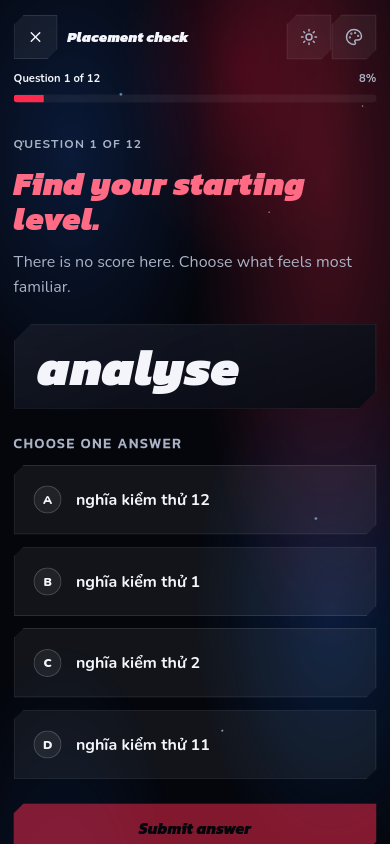 Placement check
Question 1 of 12
8%
QUESTION 1 OF 12
Find your starting
level.
There is no score here. Choose what feels most
familiar.
analyse
CHOOSE ONE ANSWER
A nghĩa kiểm thử 12
B nghĩa kiểm thử 1
C nghĩa kiểm thử 2
D nghĩa kiểm thử 11
Submit answer